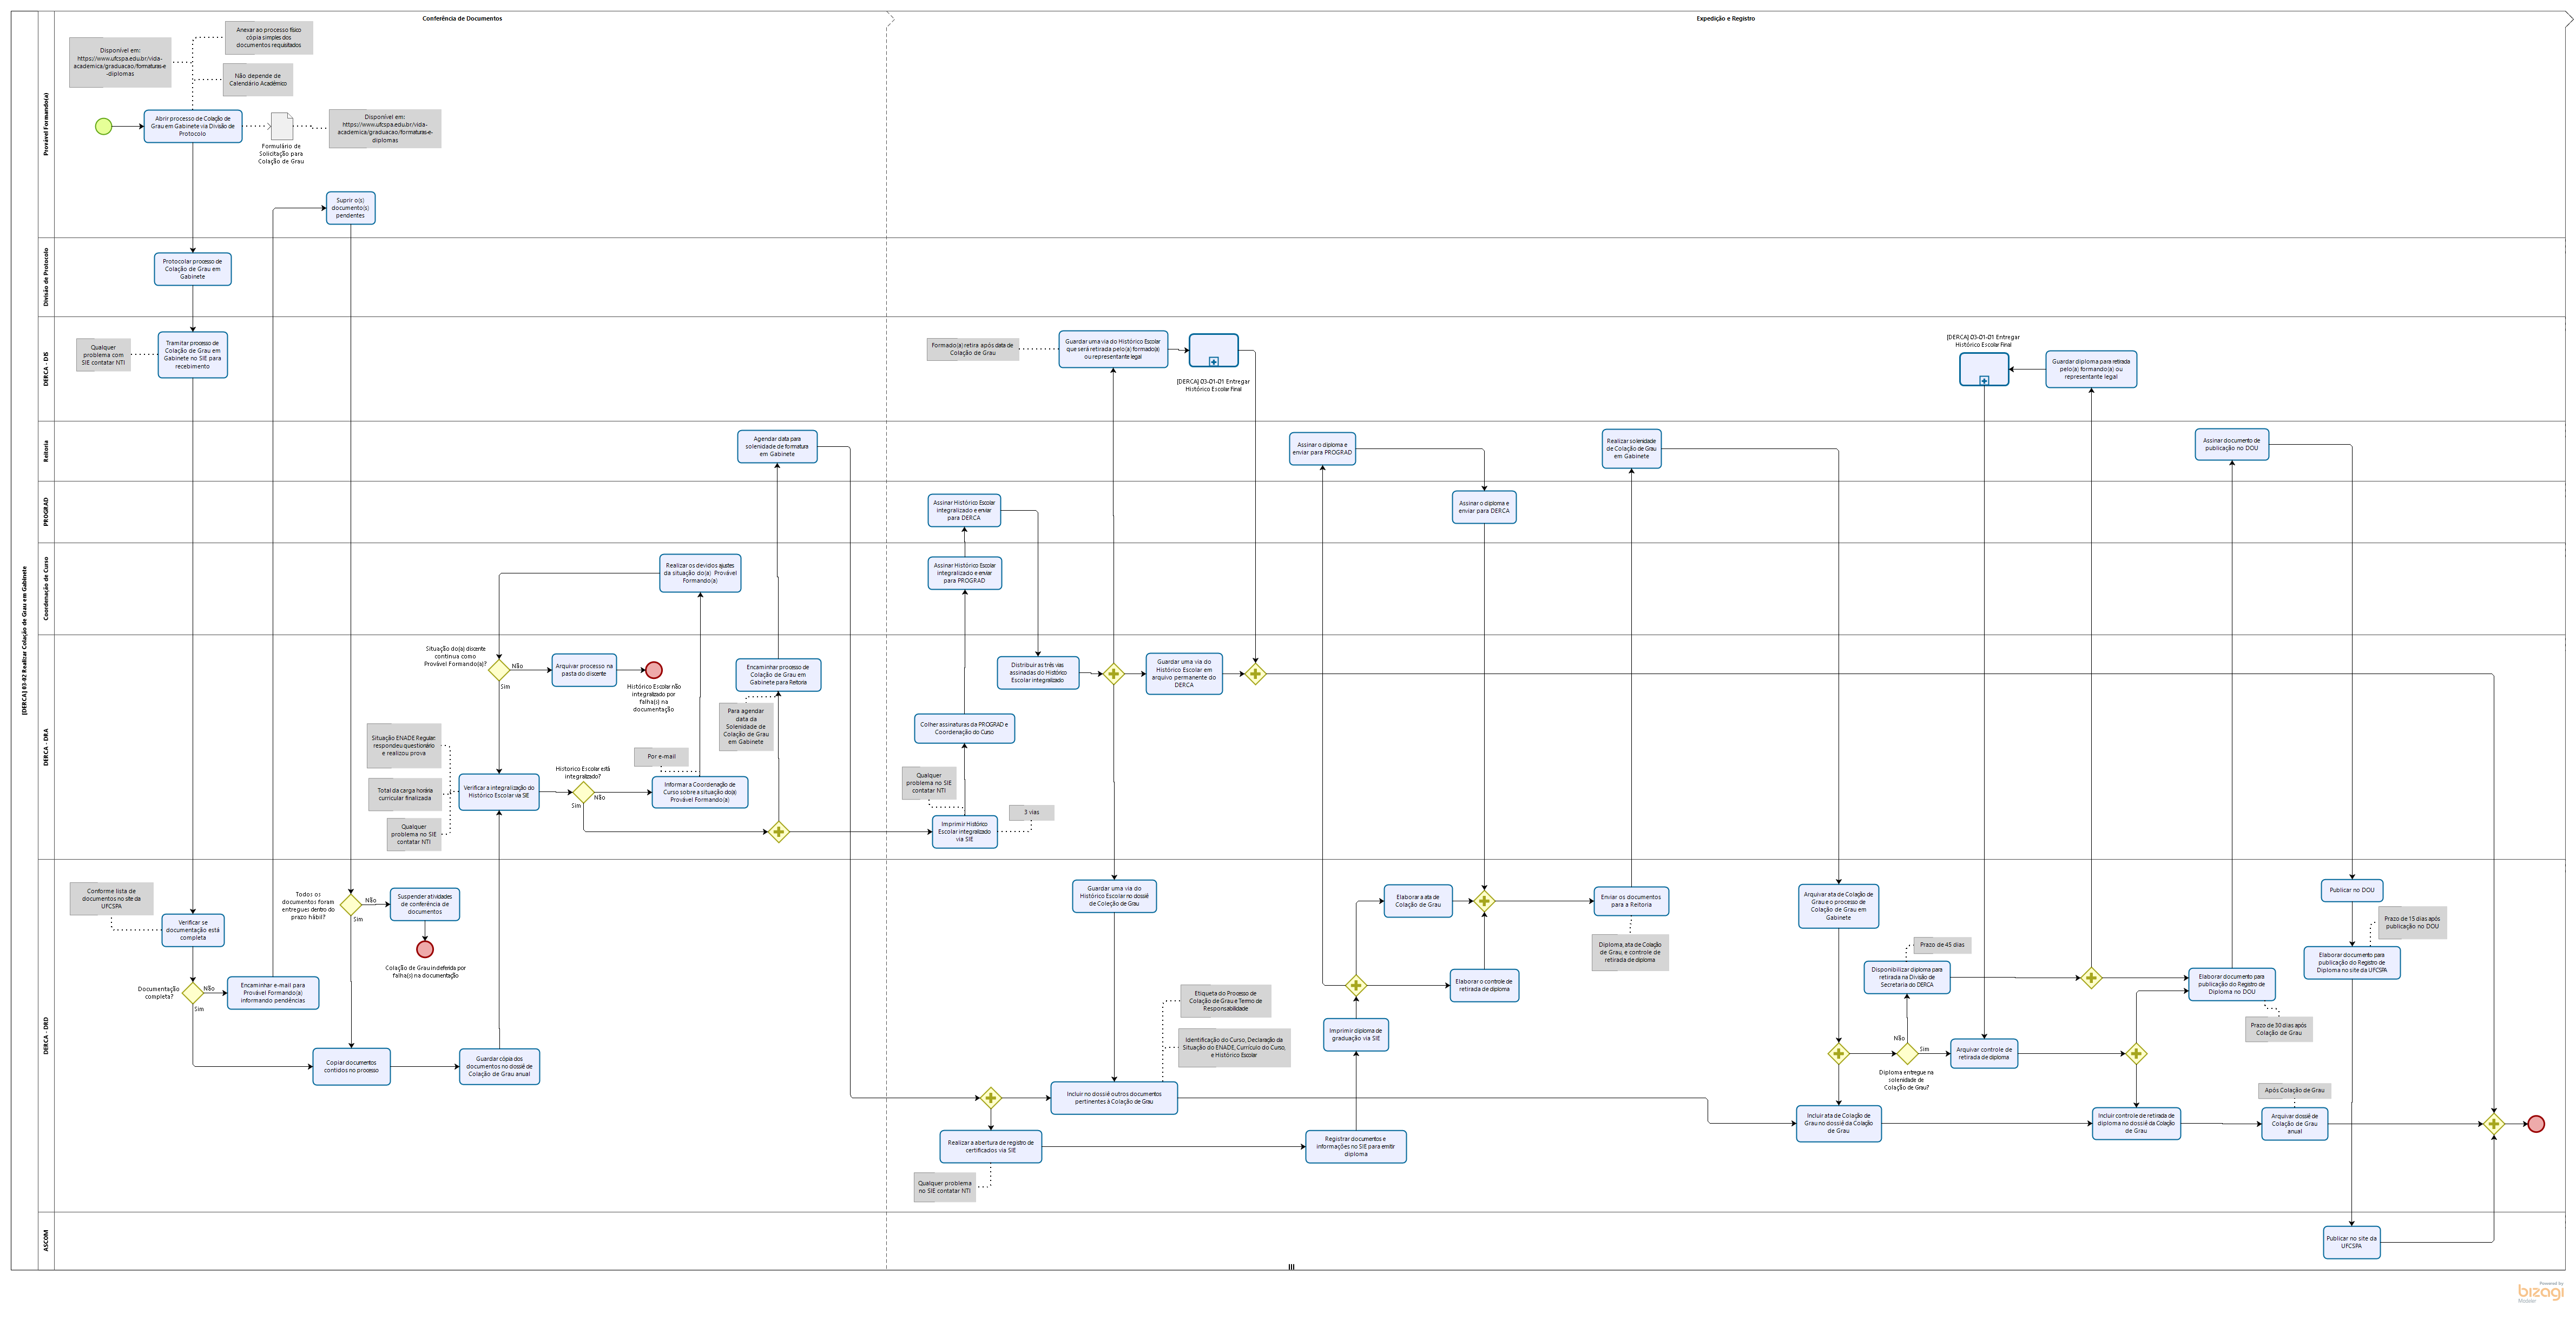 Conferência de Documentos
Expedição e Registro
[DERCA] 03-02 Realizar Colação de Grau em Gabinete
Provável Formando(a)
Disponível em:
https://www.ufcspa.edu.br/vida-
academica/graduacao/formaturas-e
-diplomas
Anexar ao processo físico
cópia simples dos
documentos requisitados
Não depende de
Calendário Acadêmico
Abrir processo de Colação de
Grau em Gabinete via Divisão de
Protocolo
Formulário de
Solicitação para
Colação de Grau
Disponível em:
https://www.ufcspa.edu.br/vida-
academica/graduacao/formaturas-e-
diplomas
Suprir o(s)
documento(s)
pendentes
Divisão de Protocolo
Protocolar processo de
Colação de Grau em
Gabinete
DERCA - DIS
Qualquer
problema com
SIE contatar NTI
Tramitar processo de
Colação de Grau em
Gabinete no SIE para
recebimento
Formado(a) retira após data de
Colação de Grau
Guardar uma via do Histórico Escolar
que será retirada pelo(a) formado(a)
ou representante legal
[DERCA] 03-01-01 Entregar
Histórico Escolar Final
[DERCA] 03-01-01 Entregar
Histórico Escolar Final
Guardar diploma para retirada
pelo(a) formando(a) ou
representante legal
Reitoria
Agendar data para
solenidade de formatura
em Gabinete
Assinar o diploma e
enviar para PROGRAD
Realizar solenidade
de Colação de Grau
em Gabinete
Assinar documento de
publicação no DOU
PROGRAD
Assinar Histórico Escolar
integralizado e enviar
para DERCA
Assinar o diploma e
enviar para DERCA
Coordenação de Curso
Realizar os devidos ajustes
da situação do(a) Provável
Formando(a)
Assinar Histórico Escolar
integralizado e enviar
para PROGRAD
DERCA - DRA
Situação do(a) discente
continua como
Provável Formando(a)?
Não
Sim
Arquivar processo na
pasta do discente
Histórico Escolar não
integralizado por
falha(s) na
documentação
Encaminhar processo de
Colação de Grau em
Gabinete para Reitoria
Para agendar
data da
Solenidade de
Colação de Grau
em Gabinete
Situação ENADE Regular:
respondeu questionário
e realizou prova
Total da carga horária
curricular finalizada
Qualquer
problema no SIE
contatar NTI
Verificar a integralização do
Histórico Escolar via SIE
Historico Escolar está
integralizado?
Não
Sim
Por e-mail
Informar a Coordenação de
Curso sobre a situação do(a)
Provável Formando(a)
Distribuir as três vias
assinadas do Histórico
Escolar integralizado
Guardar uma via do
Histórico Escolar em
arquivo permanente do
DERCA
Colher assinaturas da PROGRAD e
Coordenação do Curso
Qualquer
problema no SIE
contatar NTI
3 vias
Imprimir Histórico
Escolar integralizado
via SIE
DERCA - DRD
Conforme lista de
documentos no site da
UFCSPA
Verificar se
documentação está
completa
Documentação
completa?
Não
Sim
Encaminhar e-mail para
Provável Formando(a)
informando pendências
Todos os
documentos foram
entregues dentro do
prazo hábil?
Não
Sim
Suspender atividades
de conferência de
documentos
Colação de Grau indeferida por
falha(s) na documentação
Copiar documentos
contidos no processo
Guardar cópia dos
documentos no dossiê de
Colação de Grau anual
Guardar uma via do
Histórico Escolar no dossiê
de Coleção de Grau
Etiqueta do Processo de
Colação de Grau e Termo de
Responsabilidade
Identificação do Curso, Declaração da
Situação do ENADE, Currículo do Curso,
e Histórico Escolar
Incluir no dossiê outros documentos
pertinentes à Colação de Grau
Realizar a abertura de registro de
certificados via SIE
Qualquer problema
no SIE contatar NTI
Registrar documentos e
informações no SIE para emitir
diploma
Imprimir diploma de
graduação via SIE
Elaborar a ata de
Colação de Grau
Elaborar o controle de
retirada de diploma
Enviar os documentos
para a Reitoria
Diploma, ata de Colação
de Grau, e controle de
retirada de diploma
Arquivar ata de Colação de
Grau e o processo de
Colação de Grau em
Gabinete
Prazo de 45 dias
Disponibilizar diploma para
retirada na Divisão de
Secretaria do DERCA
Não
Sim
Diploma entregue na
solenidade de
Colação de Grau?
Arquivar controle de
retirada de diploma
Incluir ata de Colação de
Grau no dossiê da Colação
de Grau
Incluir controle de retirada de
diploma no dossiê da Colação
de Grau
Após Colação de Grau
Arquivar dossiê de
Colação de Grau
anual
Elaborar documento para
publicação do Registro de
Diploma no DOU
Prazo de 30 dias após
Colação de Grau
Publicar no DOU
Prazo de 15 dias após
publicação no DOU
Elaborar documento para
publicação do Registro de
Diploma no site da UFCSPA
ASCOM
Publicar no site da
UFCSPA
Powered by
bizagi
Modeler